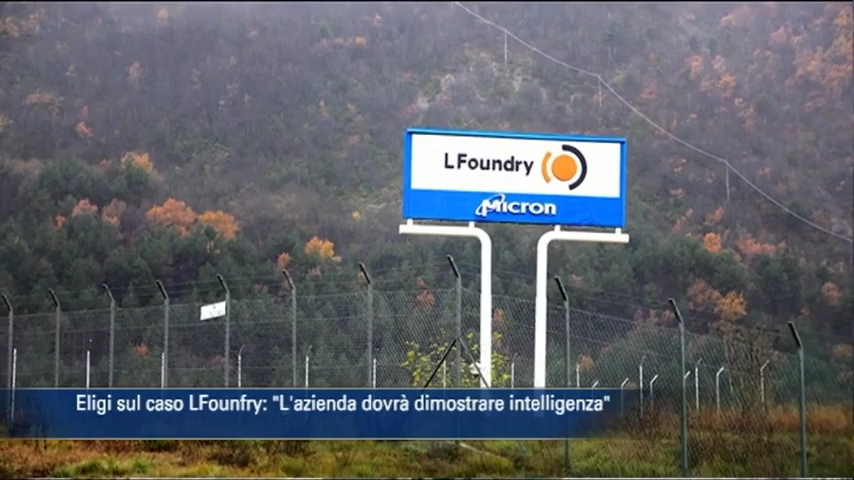 LFoundry
Micron
Eligi sul caso LFounfry: "L'azienda dovrà dimostrare intelligenza"